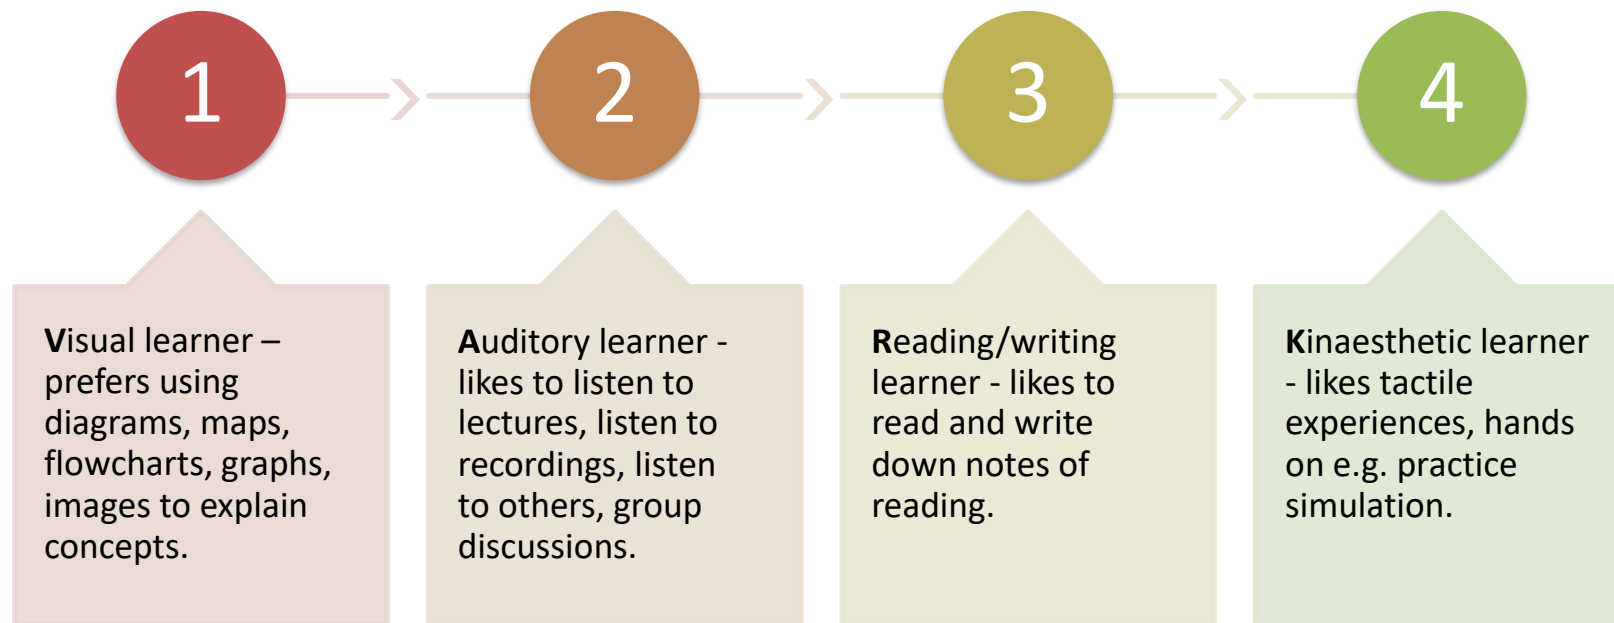 1
2
3
4
Visual learner –
prefers using
diagrams, maps,
flowcharts, graphs,
images to explain
concepts.
Auditory learner -
likes to listen to
lectures, listen to
recordings, listen
to others, group
discussions.
Reading/writing
learner - likes to
read and write
down notes of
reading.
Kinaesthetic learner
- likes tactile
experiences, hands
on e.g. practice
simulation.